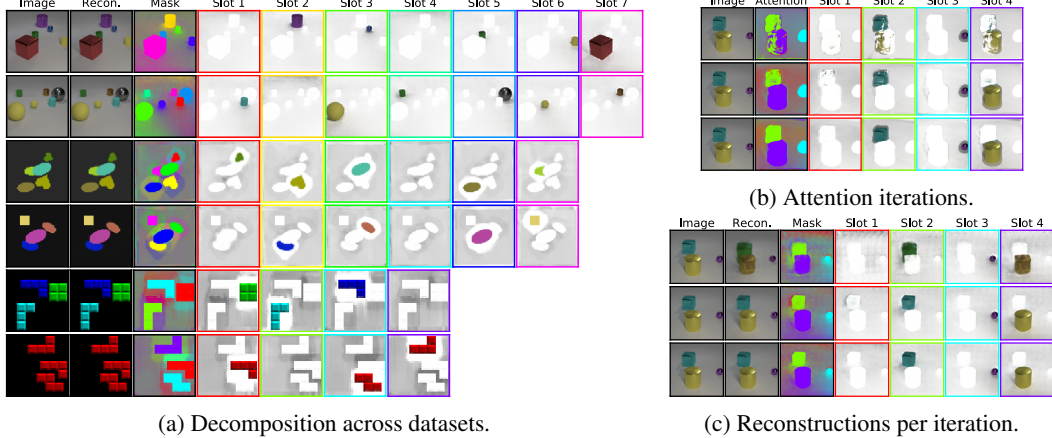 Image Recon. Mask Slot 1 Slot 2 Slot 3 Slot 4 Slot 5 Slot 6 Slot 7
(a) Decomposition across datasets.
Image Attention Slot 1 Slot 2 Slot 3 Slot 4
(b) Attention iterations.
Image Recon. Mask Slot 1 Slot 2 Slot 3 Slot 4
(c) Reconstructions per iteration.